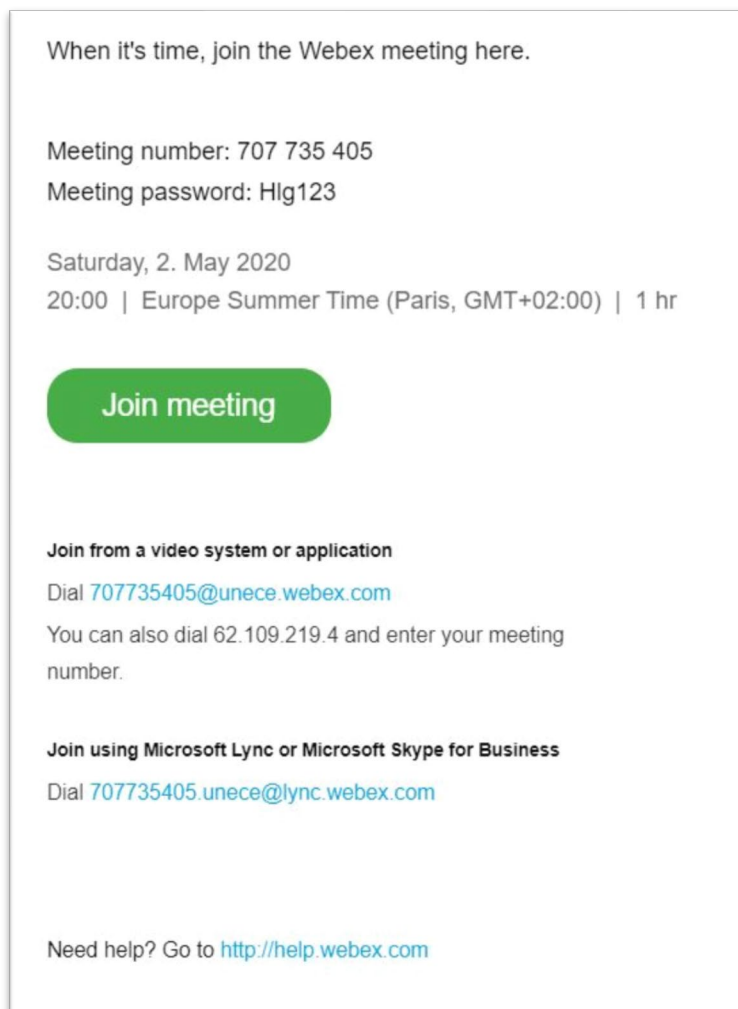 When it's time, join the Webex meeting here.
Meeting number: 707 735 405
Meeting password: Hlg123
Saturday, 2. May 2020
20:00 | Europe Summer Time (Paris, GMT+02:00) | 1 hr
Join meeting
Join from a video system or application
Dial 707735405@unece.webex.com
You can also dial 62.109.219.4 and enter your meeting
number.
Join using Microsoft Lync or Microsoft Skype for Business
Dial 707735405.unece@lync.webex.com
Need help? Go to http://help.webex.com